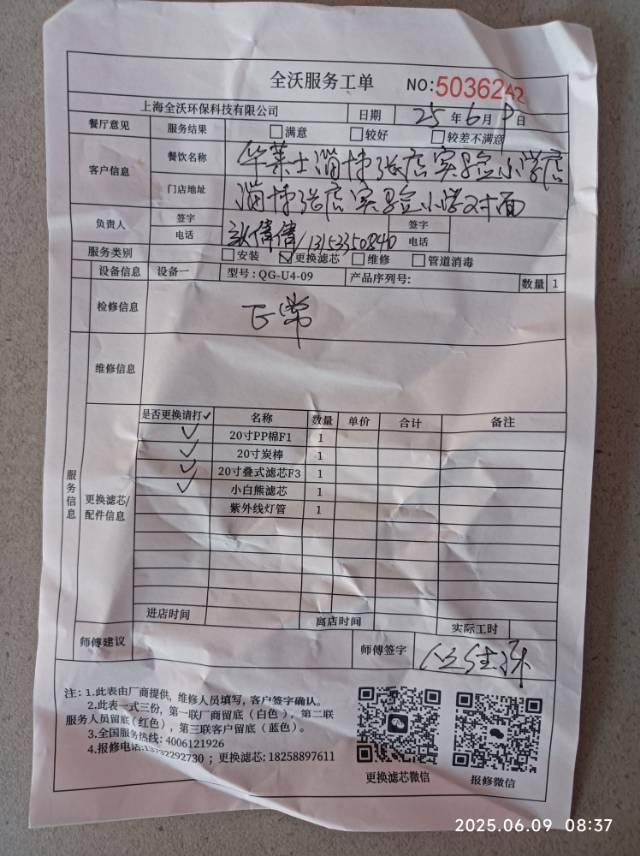 全沃服务工单 NO:5036242
上海全沃环保科技有限公司 日期 25年6月9日
餐厅意见 服务结果 □满意 □较好 □较差不满意
客户信息 餐饮名称 华莱士淄博张店实验小学店
门店地址 淄博张店实验小学对面
负责人 签字 倩倩/13153350840 签字
电话 电话
服务类别 □安装 ☑更换滤芯 □维修 □管道消毒
设备信息 设备一 型号:QG-U4-09 产品序列号: 数量 1
检修信息 正常
维修信息
服务信息
是否更换请打✓ 名称 数量 单价 合计 备注
✓ 20寸PP棉F1 1
✓ 20寸炭棒 1
✓ 20寸叠式滤芯F3 1
✓ 小白熊滤芯 1
紫外线灯管 1
更换滤芯/
配件信息
进店时间 离店时间 实际工时
师傅建议 师傅签字
注:1.此表由厂商提供,维修人员填写,客户签字确认。
2.此表一式三份,第一联厂商留底(白色),第二联
服务人员留底(红色),第三联客户留底(蓝色)。
3.全国服务热线:4006121926
4.报修电话: 292730;更换滤芯:18258897611
更换滤芯微信 报修微信
2025.06.09 08:37